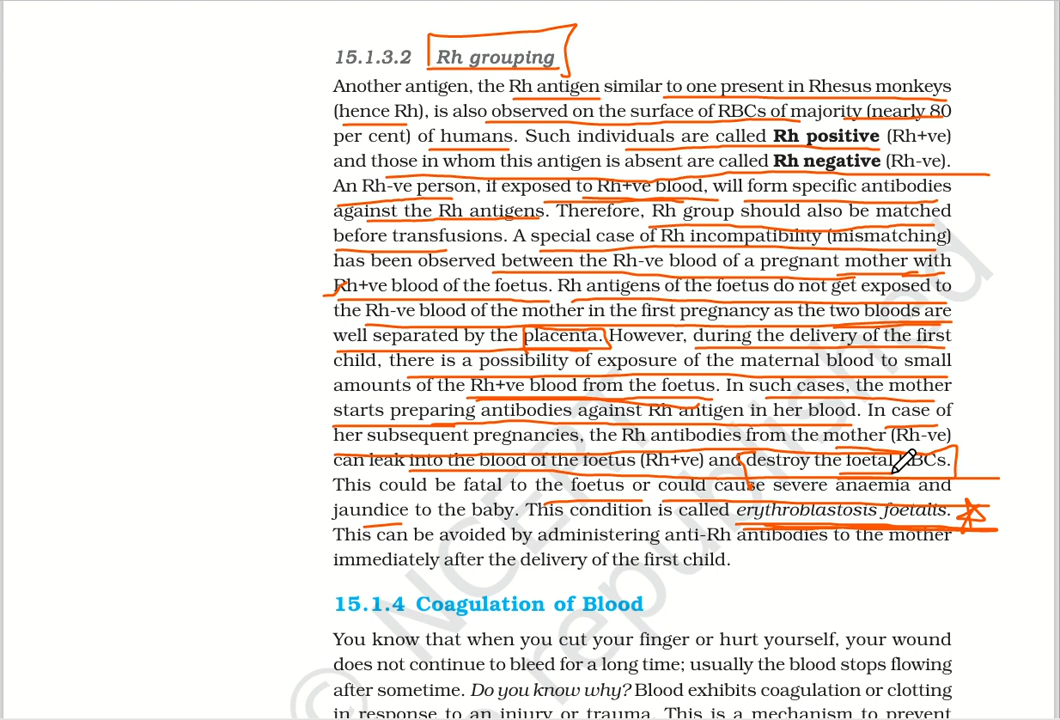 15.1.3.2 Rh grouping
Another antigen, the Rh antigen similar to one present in Rhesus monkeys
(hence Rh), is also observed on the surface of RBCs of majority (nearly 80
per cent) of humans. Such individuals are called Rh positive (Rh+ve)
and those in whom this antigen is absent are called Rh negative (Rh-ve).
An Rh-ve person, if exposed to Rh+ve blood, will form specific antibodies
against the Rh antigens. Therefore, Rh group should also be matched
before transfusions. A special case of Rh incompatibility (mismatching)
has been observed between the Rh-ve blood of a pregnant mother with
Rh+ve blood of the foetus. Rh antigens of the foetus do not get exposed to
the Rh-ve blood of the mother in the first pregnancy as the two bloods are
well separated by the placenta. However, during the delivery of the first
child, there is a possibility of exposure of the maternal blood to small
amounts of the Rh+ve blood from the foetus. In such cases, the mother
starts preparing antibodies against Rh antigen in her blood. In case of
her subsequent pregnancies, the Rh antibodies from the mother (Rh-ve)
can leak into the blood of the foetus (Rh+ve) and destroy the foetal RBCs.
This could be fatal to the foetus or could cause severe anaemia and
jaundice to the baby. This condition is called erythroblastosis foetalis.
This can be avoided by administering anti-Rh antibodies to the mother
immediately after the delivery of the first child.
15.1.4 Coagulation of Blood
You know that when you cut your finger or hurt yourself, your wound
does not continue to bleed for a long time; usually the blood stops flowing
after sometime. Do you know why? Blood exhibits coagulation or clotting
in response to an injury or trauma. This is a mechanism to prevent
© NCERT
republished